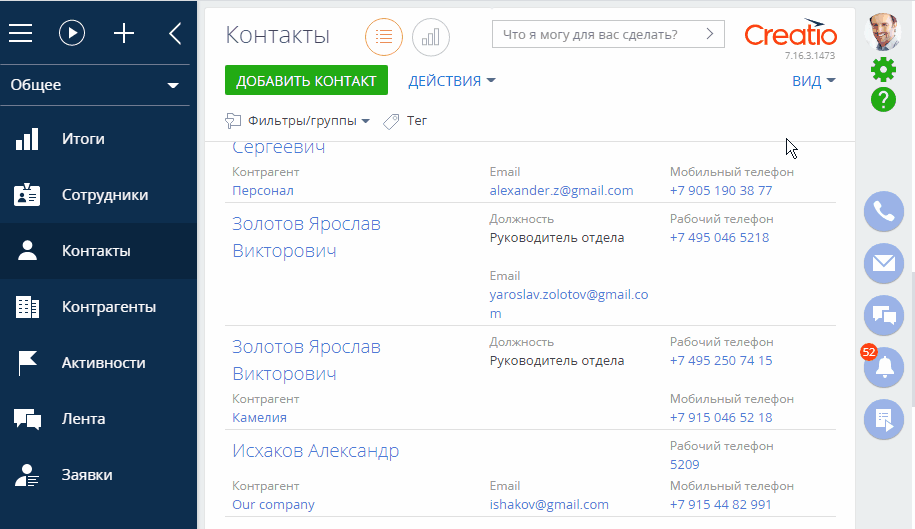 Контакты
Что я могу для вас сделать?
Creatio
7.16.3.1473
ДОБАВИТЬ КОНТАКТ
ДЕЙСТВИЯ
ВИД
Фильтры/группы
Тег
Общее
Итоги
Сотрудники
Контакты
Контрагенты
Активности
Лента
Заявки
Сергеевич
Контрагент
Персонал
Email
alexander.z@gmail.com
Мобильный телефон
+7 905 190 38 77
Золотов Ярослав
Викторович
Должность
Руководитель отдела
Рабочий телефон
+7 495 046 5218
Email
yaroslav.zolotov@gmail.co
m
Золотов Ярослав
Викторович
Должность
Руководитель отдела
Рабочий телефон
+7 495 250 74 15
Контрагент
Камелия
Мобильный телефон
+7 915 046 52 18
Исхаков Александр
Рабочий телефон
5209
Контрагент
Our company
Email
ishakov@gmail.com
Мобильный телефон
+7 915 44 82 991
?
52